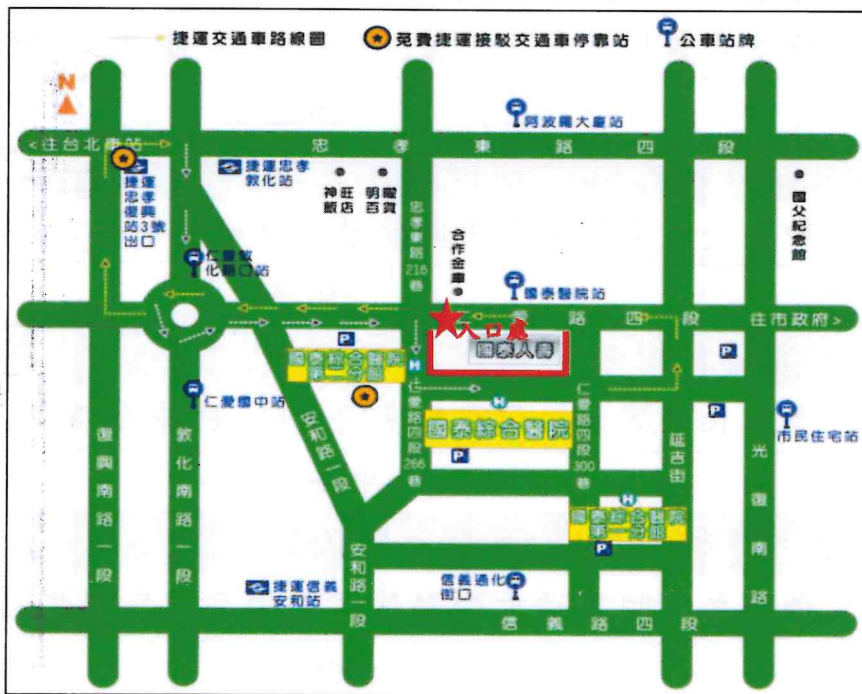 捷運交通車路線圖
免費捷運接駁交通車停靠站
公車站牌
N
阿波羅大廈站
<往台北車站
忠孝東路四段
捷運忠孝復興站3號出口
捷運忠孝
敦化站
神旺
飯店
明曜
百貨
忠孝東路216巷
合作金庫
國父紀念館
仁愛敦
化路口站
國泰醫院站
愛路四段
往市政府>
入口處
國泰人壽
P
國泰綜合醫院
第二分館
H
P
仁愛國中站
H
國泰綜合醫院
P
仁愛路四段266巷
仁愛路四段300巷
P
市民住宅站
復興南路一段
敦化南路一段
安和路一段
延吉街
光復南路
H
國泰綜合醫院
第一分館
P
安和路一段
捷運信義
安和站
信義通化
街口
信義路四段